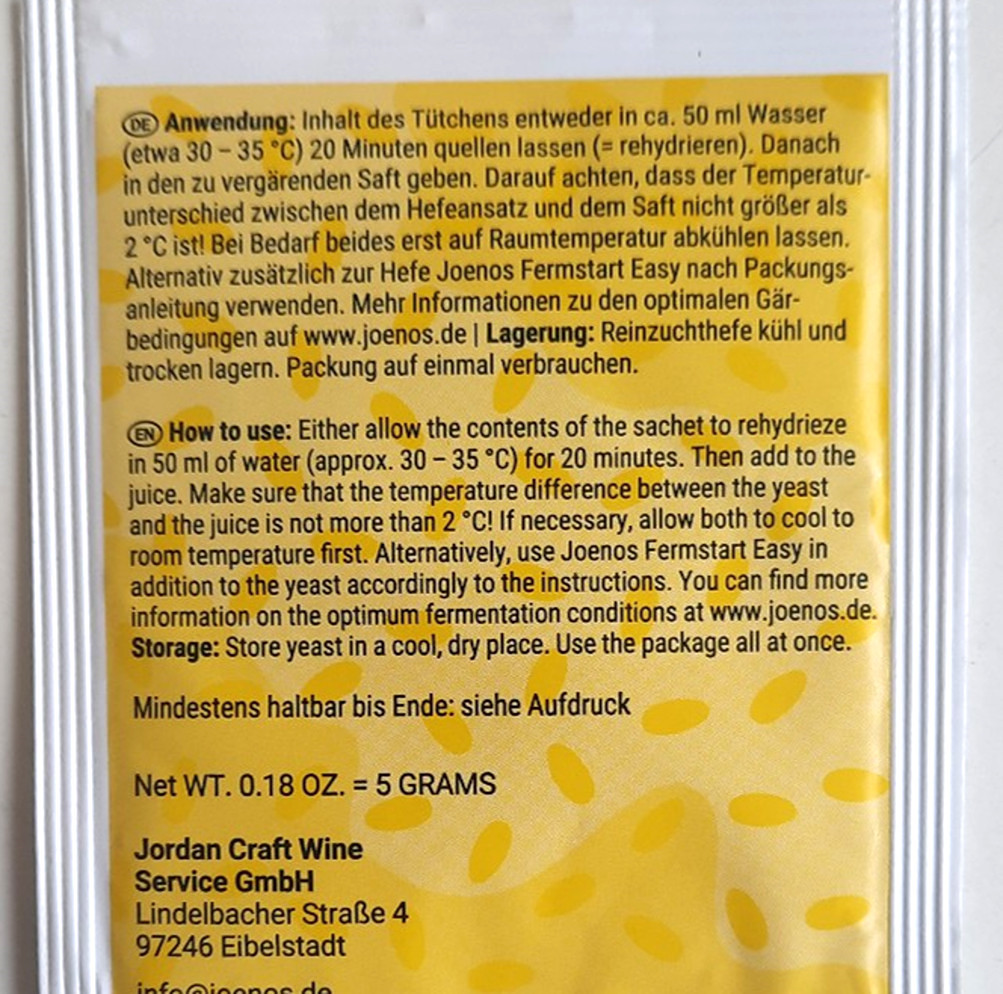 DE Anwendung: Inhalt des Tütchens entweder in ca. 50 ml Wasser
(etwa 30 – 35 °C) 20 Minuten quellen lassen (= rehydrieren). Danach
in den zu vergärenden Saft geben. Darauf achten, dass der Temperatur-
unterschied zwischen dem Hefeansatz und dem Saft nicht größer als
2 °C ist! Bei Bedarf beides erst auf Raumtemperatur abkühlen lassen.
Alternativ zusätzlich zur Hefe Joenos Fermstart Easy nach Packungs-
anleitung verwenden. Mehr Informationen zu den optimalen Gär-
bedingungen auf www.joenos.de | Lagerung: Reinzuchthefe kühl und
trocken lagern. Packung auf einmal verbrauchen.
EN How to use: Either allow the contents of the sachet to rehydrieze
in 50 ml of water (approx. 30 – 35 °C) for 20 minutes. Then add to the
juice. Make sure that the temperature difference between the yeast
and the juice is not more than 2 °C! If necessary, allow both to cool to
room temperature first. Alternatively, use Joenos Fermstart Easy in
addition to the yeast accordingly to the instructions. You can find more
information on the optimum fermentation conditions at www.joenos.de.
Storage: Store yeast in a cool, dry place. Use the package all at once.
Mindestens haltbar bis Ende: siehe Aufdruck
Net WT. 0.18 OZ. = 5 GRAMS
Jordan Craft Wine
Service GmbH
Lindelbacher Straße 4
97246 Eibelstadt
info@joenos.de